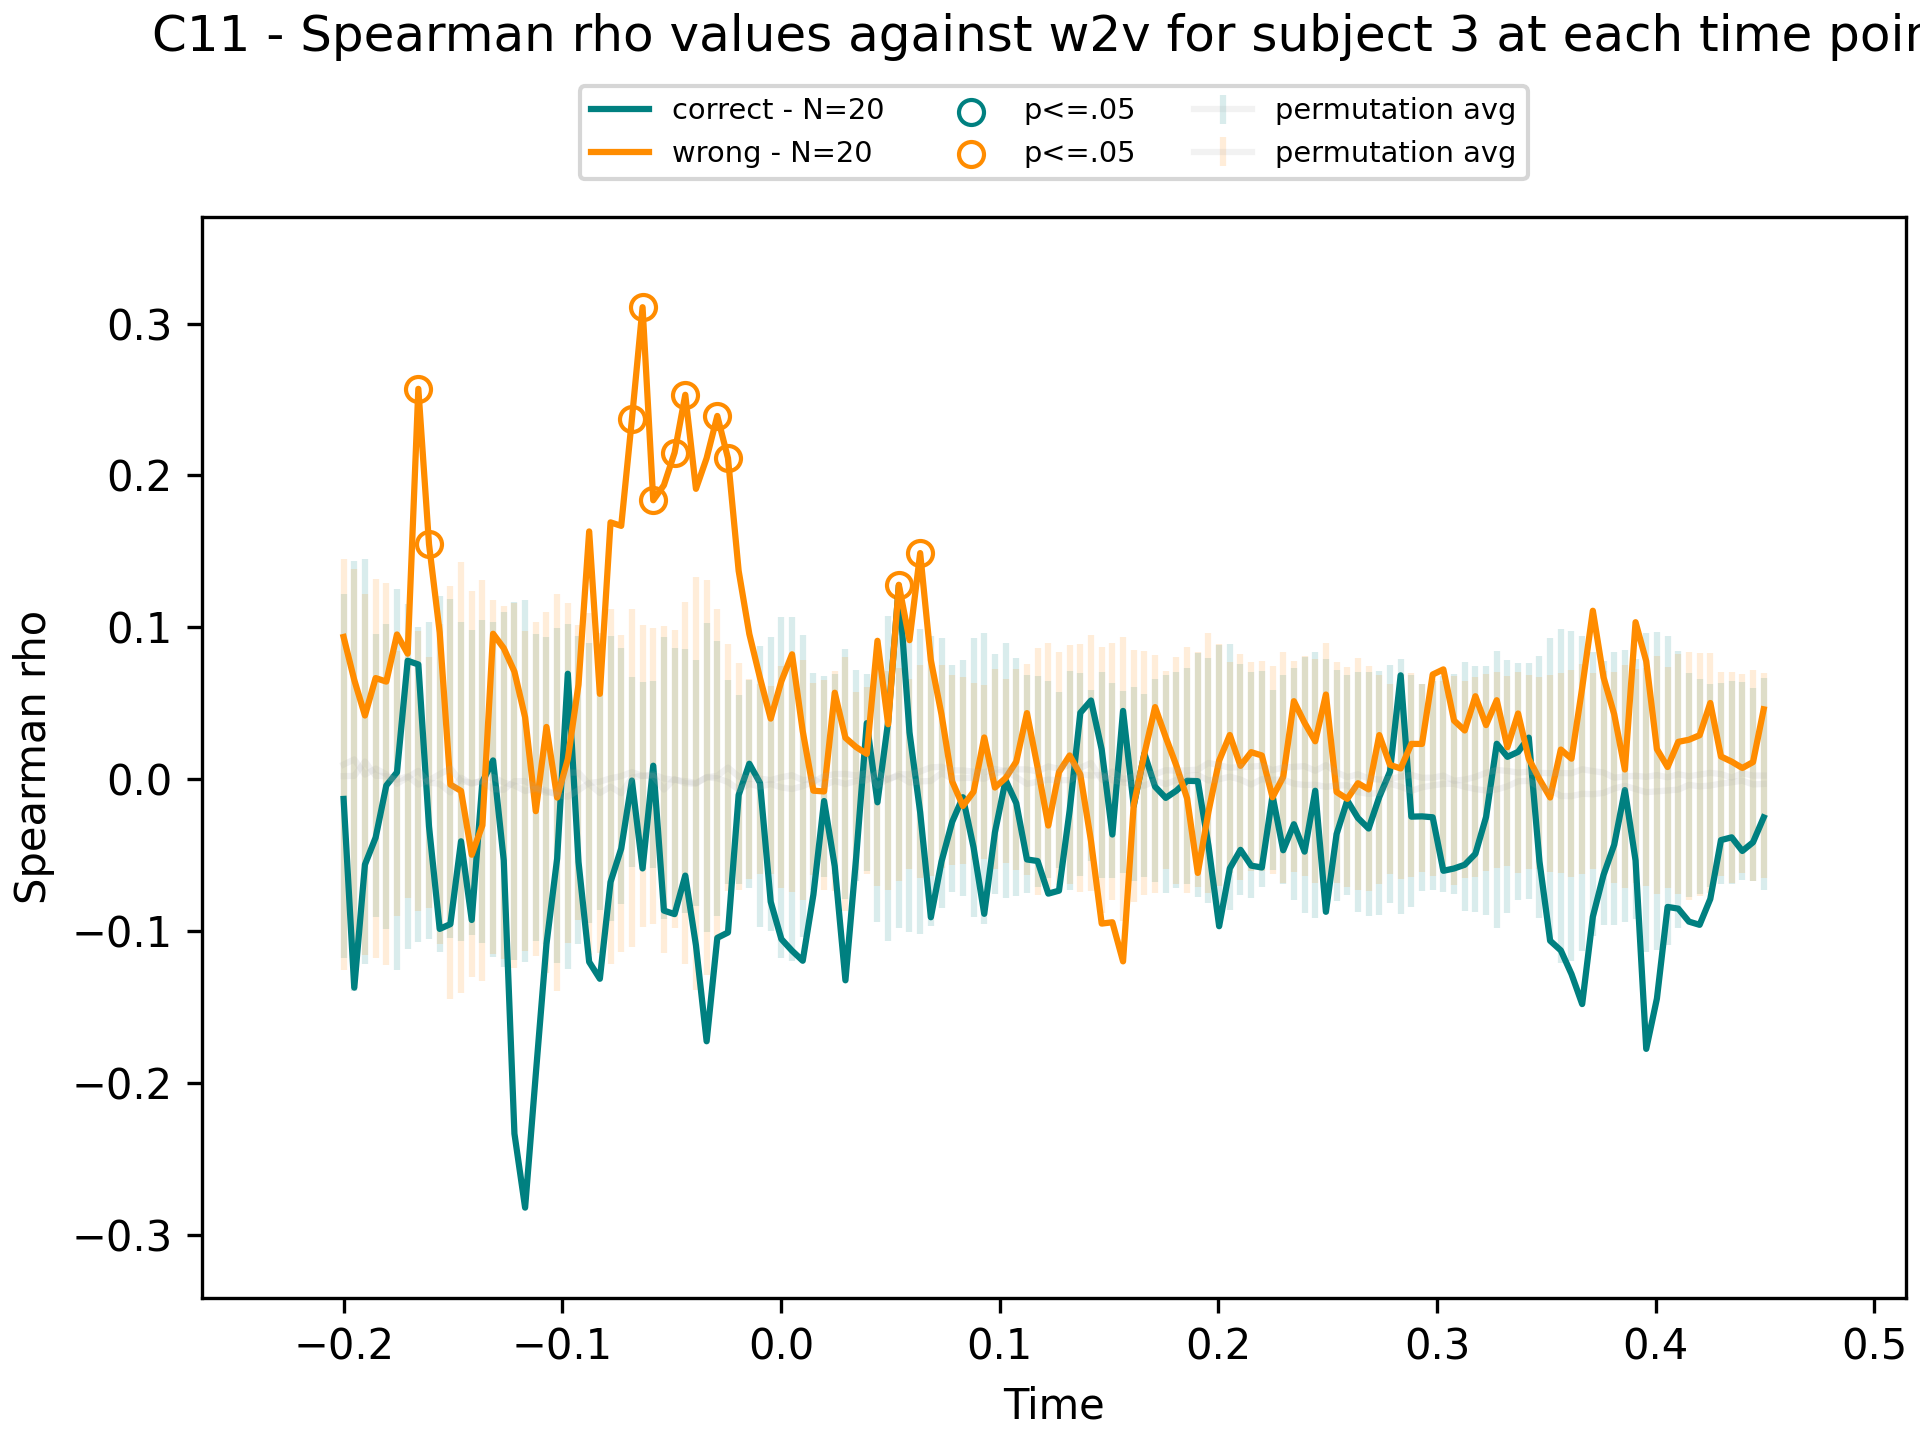 C11 - Spearman rho values against w2v for subject 3 at each time poin
correct - N=20 p<=.05 permutation avg
wrong - N=20 p<=.05 permutation avg
Spearman rho
0.3
0.2
0.1
0.0
−0.1
−0.2
−0.3
−0.2 −0.1 0.0 0.1 0.2 0.3 0.4 0.5
Time